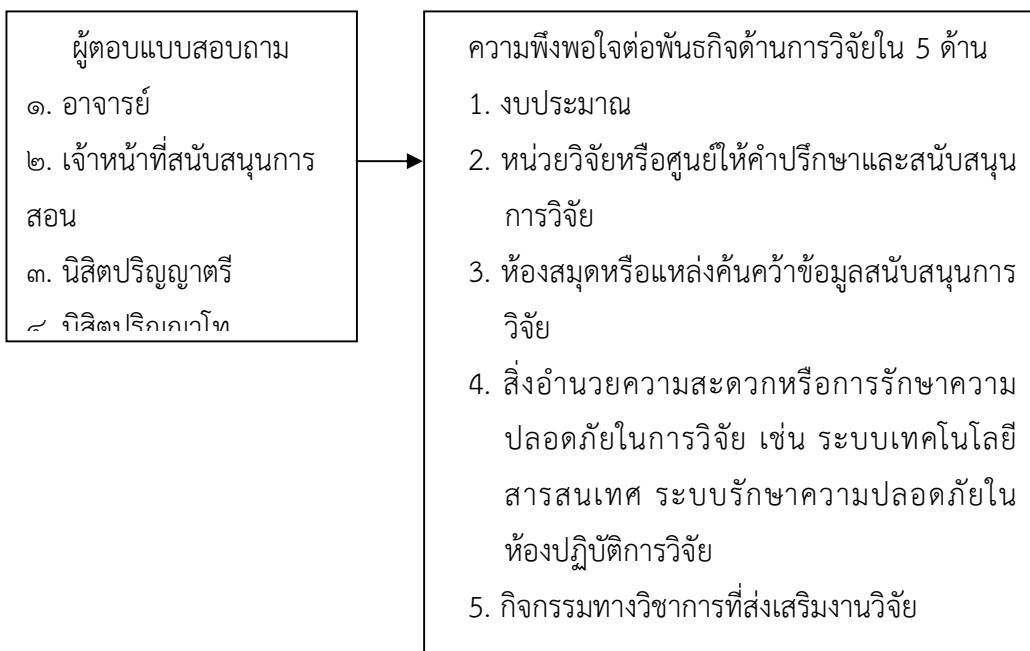 ผู้ตอบแบบสอบถาม
๑. อาจารย์
๒. เจ้าหน้าที่สนับสนุนการ
สอน
๓. นิสิตปริญญาตรี
๔. นิสิตปริญญาโท
ความพึงพอใจต่อพันธกิจด้านการวิจัยใน 5 ด้าน
1. งบประมาณ
2. หน่วยวิจัยหรือศูนย์ให้คำปรึกษาและสนับสนุน
การวิจัย
3. ห้องสมุดหรือแหล่งค้นคว้าข้อมูลสนับสนุนการ
วิจัย
4. สิ่งอำนวยความสะดวกหรือการรักษาความ
ปลอดภัยในการวิจัย เช่น ระบบเทคโนโลยี
สารสนเทศ ระบบรักษาความปลอดภัยใน
ห้องปฏิบัติการวิจัย
5. กิจกรรมทางวิชาการที่ส่งเสริมงานวิจัย